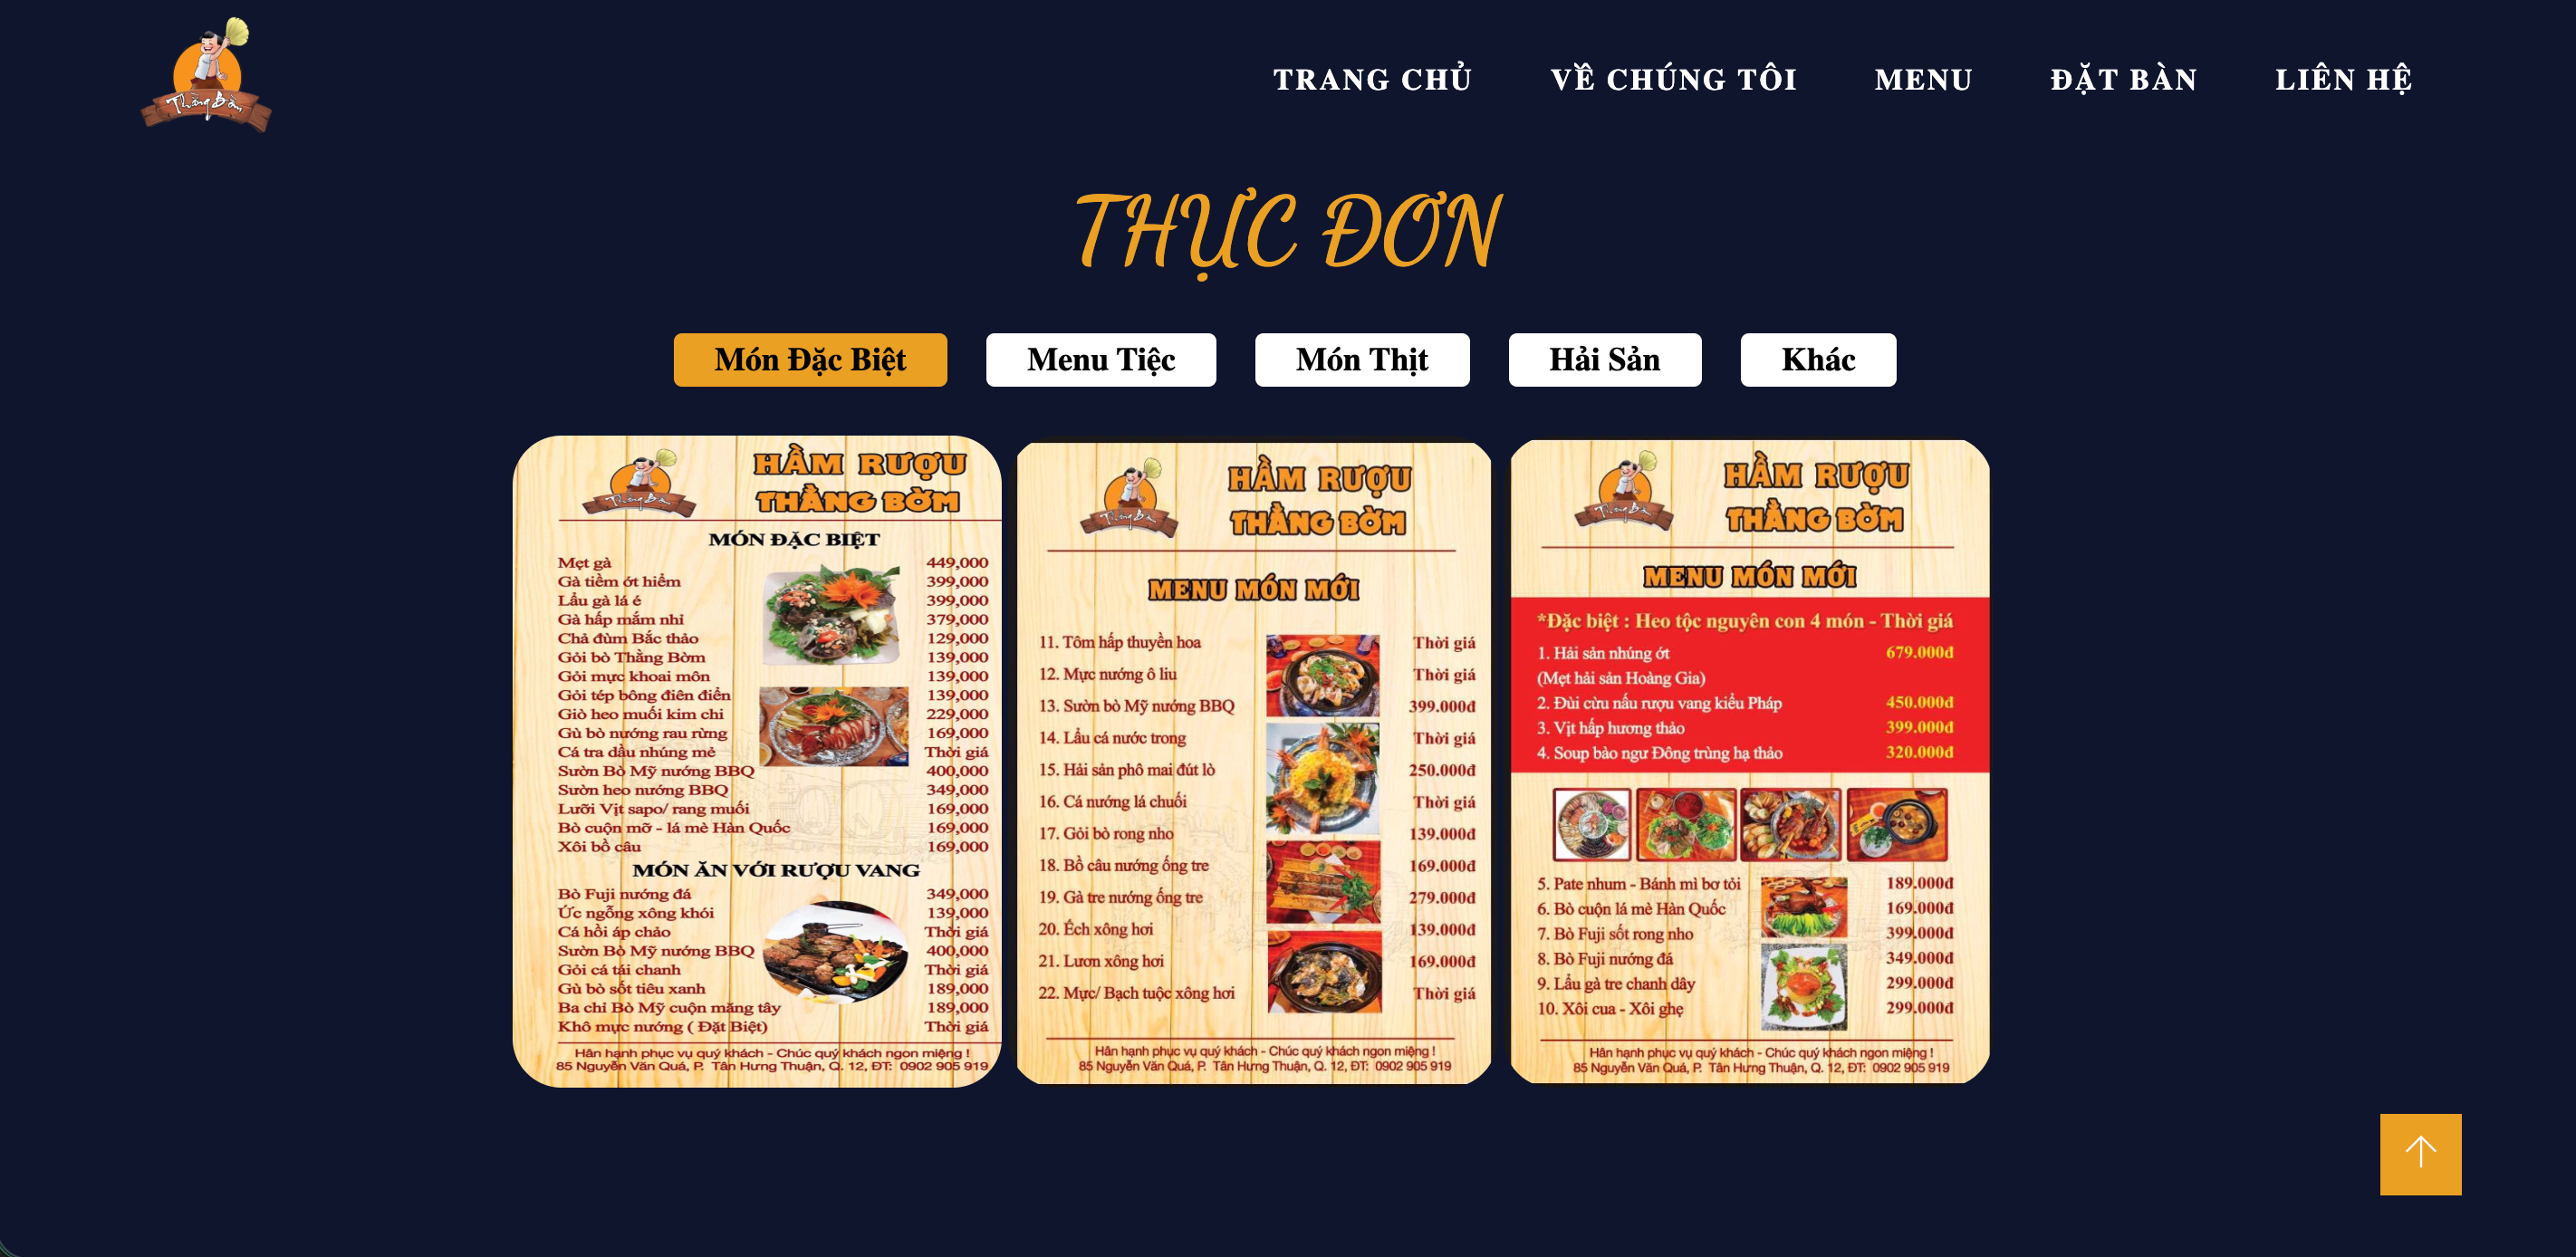 Thằng Bờm
TRANG CHỦ
VỀ CHÚNG TÔI
MENU
ĐẶT BÀN
LIÊN HỆ
THỰC ĐƠN
Món Đặc Biệt
Menu Tiệc
Món Thịt
Hải Sản
Khác
Thằng Bờm
HẦM RƯỢU
THẰNG BỜM
MÓN ĐẶC BIỆT
Mẹt gà 449,000
Gà tiềm ớt hiểm 399,000
Lẩu gà lá é 399,000
Gà hấp mắm nhỉ 379,000
Chả đùm Bắc thảo 129,000
Gỏi bò Thằng Bờm 139,000
Gỏi mực khoai môn 139,000
Gỏi tép bông điên điển 139,000
Giò heo muối kim chi 229,000
Gù bò nướng rau rừng 169,000
Cá tra dầu nhúng mẻ Thời giá
Sườn Bò Mỹ nướng BBQ 400,000
Sườn heo nướng BBQ 349,000
Lưỡi Vịt sapo/ rang muối 169,000
Bò cuộn mỡ - lá mè Hàn Quốc 169,000
Xôi bồ câu 169,000
MÓN ĂN VỚI RƯỢU VANG
Bò Fuji nướng đá 349,000
Ức ngỗng xông khói 139,000
Cá hồi áp chảo Thời giá
Sườn Bò Mỹ nướng BBQ 400,000
Gỏi cá tái chanh Thời giá
Gù bò sốt tiêu xanh 189,000
Ba chỉ Bò Mỹ cuộn măng tây 189,000
Khô mực nướng ( Đặt Biệt) Thời giá
Hân hạnh phục vụ quý khách - Chúc quý khách ngon miệng !
85 Nguyễn Văn Quá, P. Tân Hưng Thuận, Q. 12, ĐT: 0902 905 919
Thằng Bờm
HẦM RƯỢU
THẰNG BỜM
MENU MÓN MỚI
11. Tôm hấp thuyền hoa Thời giá
12. Mực nướng ô liu Thời giá
13. Sườn bò Mỹ nướng BBQ 399.000đ
14. Lẩu cá nước trong Thời giá
15. Hải sản phô mai đút lò 250.000đ
16. Cá nướng lá chuối Thời giá
17. Gỏi bò rong nho 139.000đ
18. Bồ câu nướng ống tre 169.000đ
19. Gà tre nướng ống tre 279.000đ
20. Ếch xông hơi 139.000đ
21. Lươn xông hơi 169.000đ
22. Mực/ Bạch tuộc xông hơi Thời giá
Hân hạnh phục vụ quý khách - Chúc quý khách ngon miệng !
85 Nguyễn Văn Quá, P. Tân Hưng Thuận, Q. 12, ĐT: 0902 905 919
Thằng Bờm
HẦM RƯỢU
THẰNG BỜM
MENU MÓN MỚI
*Đặc biệt : Heo tộc nguyên con 4 món - Thời giá
1. Hải sản nhúng ớt 679.000đ
(Mẹt hải sản Hoàng Gia)
2. Đùi cừu nấu rượu vang kiểu Pháp 450.000đ
3. Vịt hấp hương thảo 399.000đ
4. Soup bào ngư Đông trùng hạ thảo 320.000đ
5. Pate nhum - Bánh mì bơ tỏi 189.000đ
6. Bò cuộn lá mè Hàn Quốc 169.000đ
7. Bò Fuji sốt rong nho 399.000đ
8. Bò Fuji nướng đá 349.000đ
9. Lẩu gà tre chanh dây 299.000đ
10. Xôi cua - Xôi ghẹ 299.000đ
Hân hạnh phục vụ quý khách - Chúc quý khách ngon miệng !
85 Nguyễn Văn Quá, P. Tân Hưng Thuận, Q. 12, ĐT: 0902 905 919